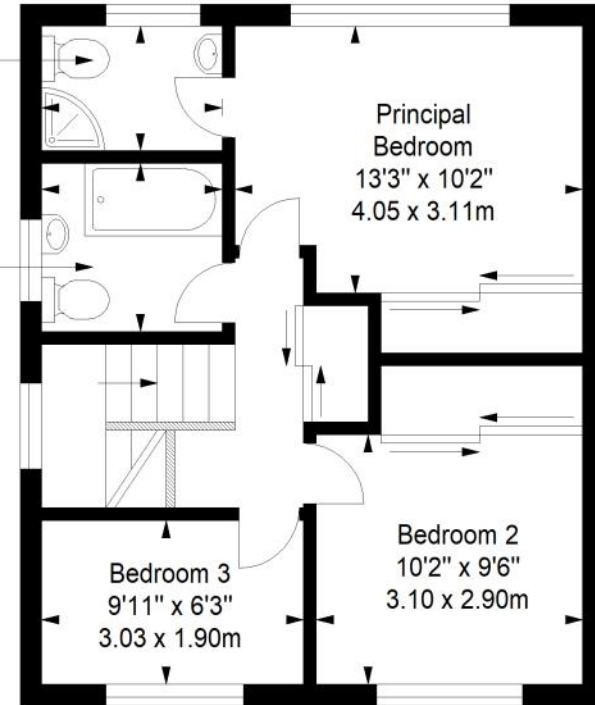 Principal
Bedroom
13'3" x 10'2"
4.05 x 3.11m
Bedroom 2
10'2" x 9'6"
3.10 x 2.90m
Bedroom 3
9'11" x 6'3"
3.03 x 1.90m